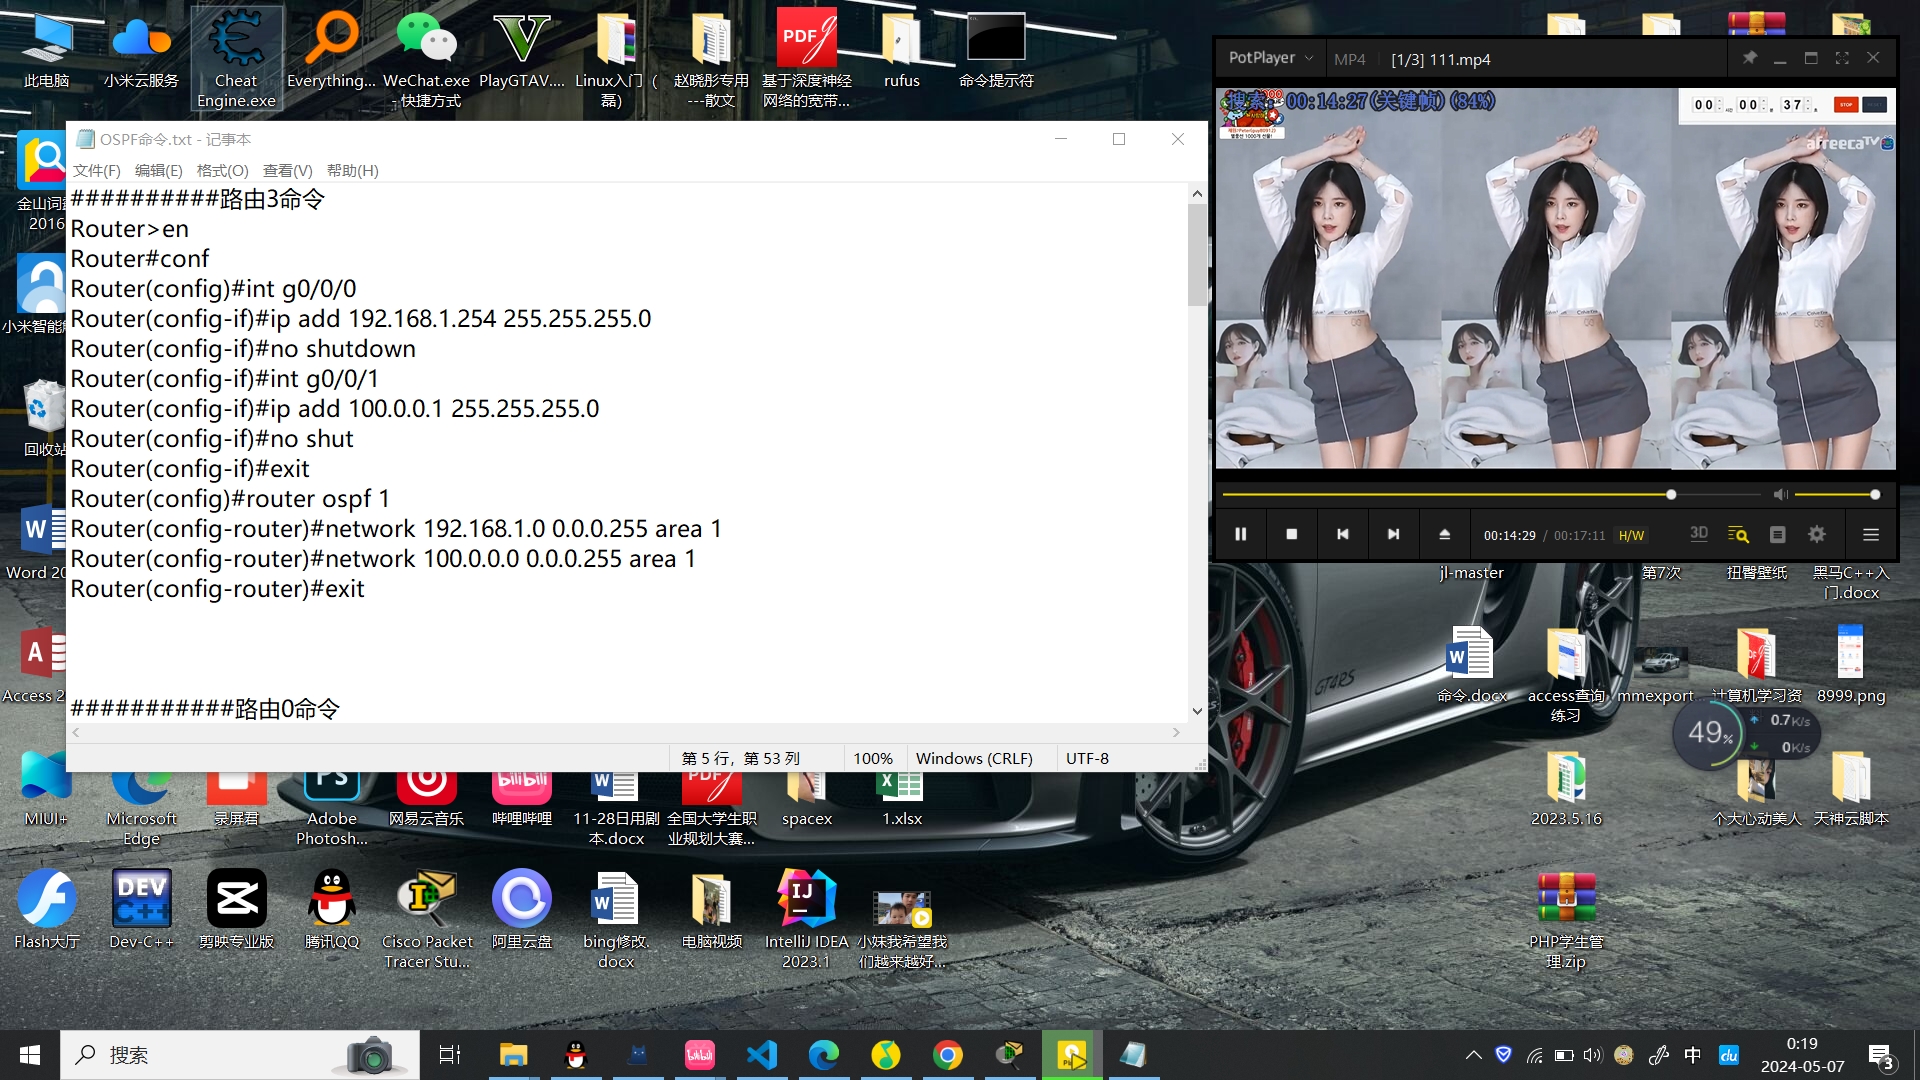 此电脑
小米云服务
Cheat
Engine.exe
Everything...
WeChat.exe
- 快捷方式
PlayGTAV....
Linux入门（
磊）
赵晓彤专用
---散文
基于深度神经
网络的宽带...
rufus
命令提示符
PotPlayer
MP4
[1/3] 111.mp4
搜索: 00:14:27(关键帧)(84%)
00 : 00 : 37
STOP
afreecaTV
OSPF命令.txt - 记事本
文件(F)
编辑(E)
格式(O)
查看(V)
帮助(H)
##########路由3命令
Router>en
Router#conf
Router(config)#int g0/0/0
Router(config-if)#ip add 192.168.1.254 255.255.255.0
Router(config-if)#no shutdown
Router(config-if)#int g0/0/1
Router(config-if)#ip add 100.0.0.1 255.255.255.0
Router(config-if)#no shut
Router(config-if)#exit
Router(config)#router ospf 1
Router(config-router)#network 192.168.1.0 0.0.0.255 area 1
Router(config-router)#network 100.0.0.0 0.0.0.255 area 1
Router(config-router)#exit
###########路由0命令
第 5 行，第 53 列
100%
Windows (CRLF)
UTF-8
00:14:29 / 00:17:11
H/W
3D
金山词
2016
小米智能
回收站
Word 20
Access 2
jl-master
第7次
扭臀壁纸
黑马C++入
门.docx
GT4RS
命令.docx
access查询
练习
mmexport...
计算机学习资
8999.png
49%
0.7K/s
0K/s
MIUI+
Microsoft
Edge
录屏君
Adobe
Photosh...
网易云音乐
哔哩哔哩
11-28日用剧
本.docx
全国大学生职
业规划大赛...
spacex
1.xlsx
2023.5.16
个大心动美人
天神云脚本
Flash大厅
DEV
C++
Dev-C++
剪映专业版
腾讯QQ
Cisco Packet
Tracer Stu...
阿里云盘
bing修改.
docx
电脑视频
IntelliJ IDEA
2023.1
小妹我希望我
们越来越好...
PHP学生管
理.zip
搜索
中
0:19
2024-05-07
3